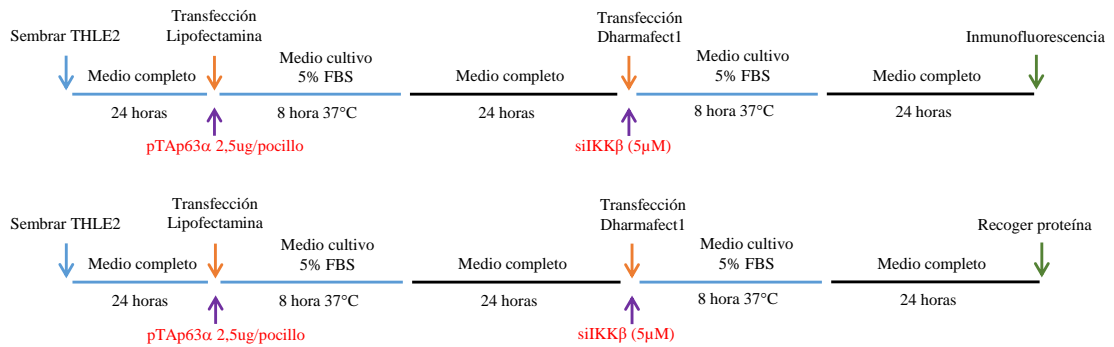 Sembrar THLE2
Transfección
Lipofectamina
Transfección
Dharmafect1
Inmunofluorescencia
Medio completo
Medio cultivo
5% FBS
Medio completo
Medio cultivo
5% FBS
Medio completo
24 horas
8 hora 37°C
24 horas
8 hora 37°C
24 horas
pTAp63α 2,5ug/pocillo
siIKKβ (5µM)
Sembrar THLE2
Transfección
Lipofectamina
Transfección
Dharmafect1
Recoger proteína
Medio completo
Medio cultivo
5% FBS
Medio completo
Medio cultivo
5% FBS
Medio completo
24 horas
8 hora 37°C
24 horas
8 hora 37°C
24 horas
pTAp63α 2,5ug/pocillo
siIKKβ (5µM)